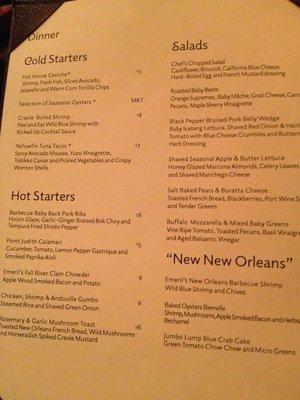 Dinner
Cold Starters
Fish House Ceviche* 15
Shrimp, Fresh Fish, Sliced Avocado,
Jalapeño and Warm Corn Tortilla Chips
Selection of Seasonal Oysters * MKT
Creole Boiled Shrimp 18
Peel and Eat Wild Blue Shrimp with
Kicked Up Cocktail Sauce
Yellowfin Tuna Tacos * 17
Spicy Avocado Mousse, Yuzu Vinaigrette,
Tobikko Caviar and Pickled Vegetables and Crispy
Wonton Shells
Hot Starters
Barbecue Baby Back Pork Ribs 16
Hoisin Glaze, Garlic-Ginger Braised Bok Choy and
Tempura Fried Shisito Pepper
Point Judith Calamari 15
Cucumber, Tomato, Lemon Pepper Gastrique and
Smoked Paprika Aioli
Emeril's Fall River Clam Chowder 9
Apple Wood Smoked Bacon and Potato
Chicken, Shrimp & Andouille Gumbo 9
Steamed Rice and Shaved Green Onion
Rosemary & Garlic Mushroom Toast 16
Toasted New Orleans French Bread, Wild Mushrooms
and Horseradish Spiked Creole Mustard
Salads
Chef's Chopped Salad
Cauliflower, Broccoli, California Blue Cheese,
Hard-Boiled Egg and French Mustard dressing
Roasted Baby Beets
Orange Supremes, Baby Mâche, Goat Cheese, Can
Pecans, Maple Sherry Vinaigrette
Black Pepper Braised Pork Belly Wedge
Baby Iceberg Lettuce, Shaved Red Onion & Heirl
Tomato with Blue Cheese Crumbles and Butterm
Herb Dressing
Shaved Seasonal Apple & Butter Lettuce
Honey Glazed Marcona Almonds, Celery Leaves
and Shaved Manchego Cheese
Salt Baked Pears & Buratta Cheese
Toasted French Bread, Blackberries, Port Wine S
and Tender Greens
Buffalo Mozzarella & Mixed Baby Greens
Vine Ripe Tomato, Toasted Pecans, Basil Vinaig
and Aged Balsamic Vinegar
"New New Orleans"
Emeril's New Orleans Barbecue Shrimp
Wild Blue Shrimp and Chives
Baked Oysters Bienville
Shrimp, Mushrooms, Apple Smoked Bacon and Herbs
Bechamel
Jumbo Lump Blue Crab Cake
Green Tomato Chow Chow and Micro Greens